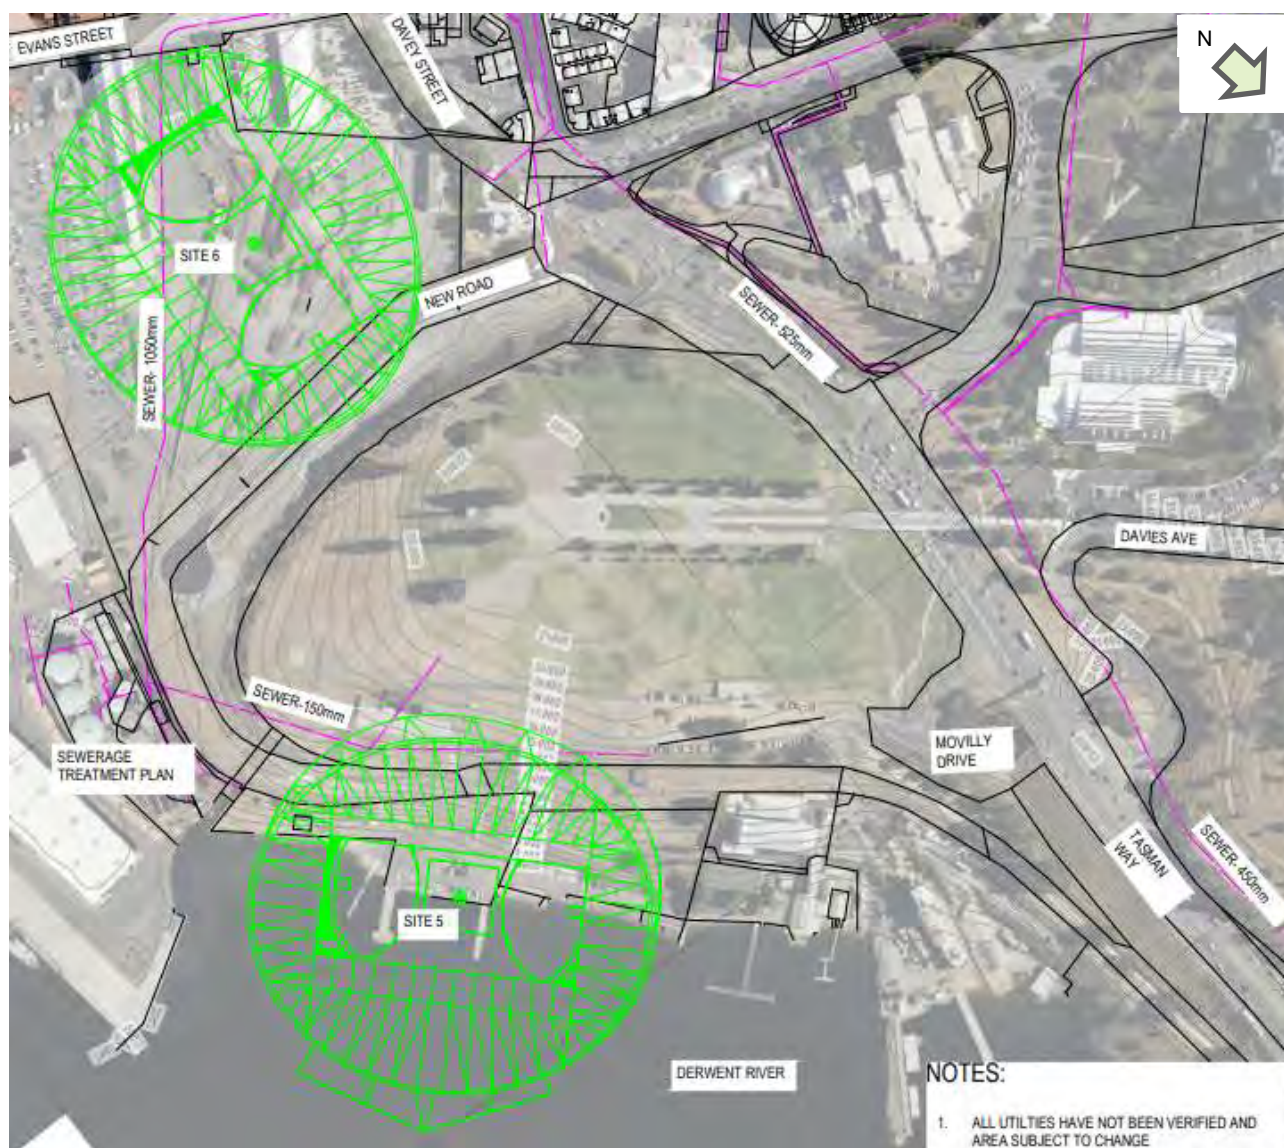 EVANS STREET
DAVEY STREET
N
SITE 6
NEW ROAD
SEWER- 1050mm
SEWER- 525mm
DAVIES AVE
SEWER-150mm
SEWERAGE
TREATMENT PLAN
MOVILLY
DRIVE
TASMAN
WAY
SEWER- 450mm
SITE 5
DERWENT RIVER
NOTES:
1. ALL UTILTIES HAVE NOT BEEN VERIFIED AND
AREA SUBJECT TO CHANGE